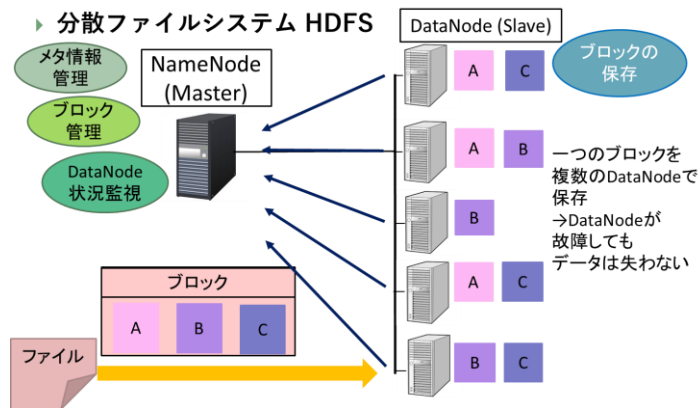 分散ファイルシステム HDFS
メタ情報
管理
ブロック
管理
DataNode
状況監視
NameNode
(Master)
DataNode (Slave)
ブロックの
保存
A
C
A
B
B
A
C
B
C
一つのブロックを
複数のDataNodeで
保存
→DataNodeが
故障しても
データは失わない
ブロック
A
B
C
ファイル